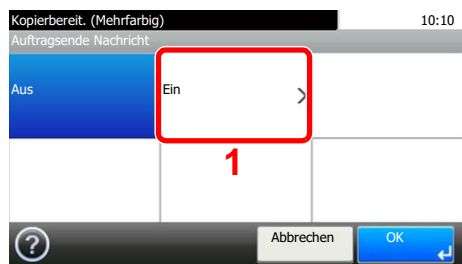 Kopierbereit. (Mehrfarbig) 10:10
Auftragsende Nachricht
Aus Ein
1
? Abbrechen OK